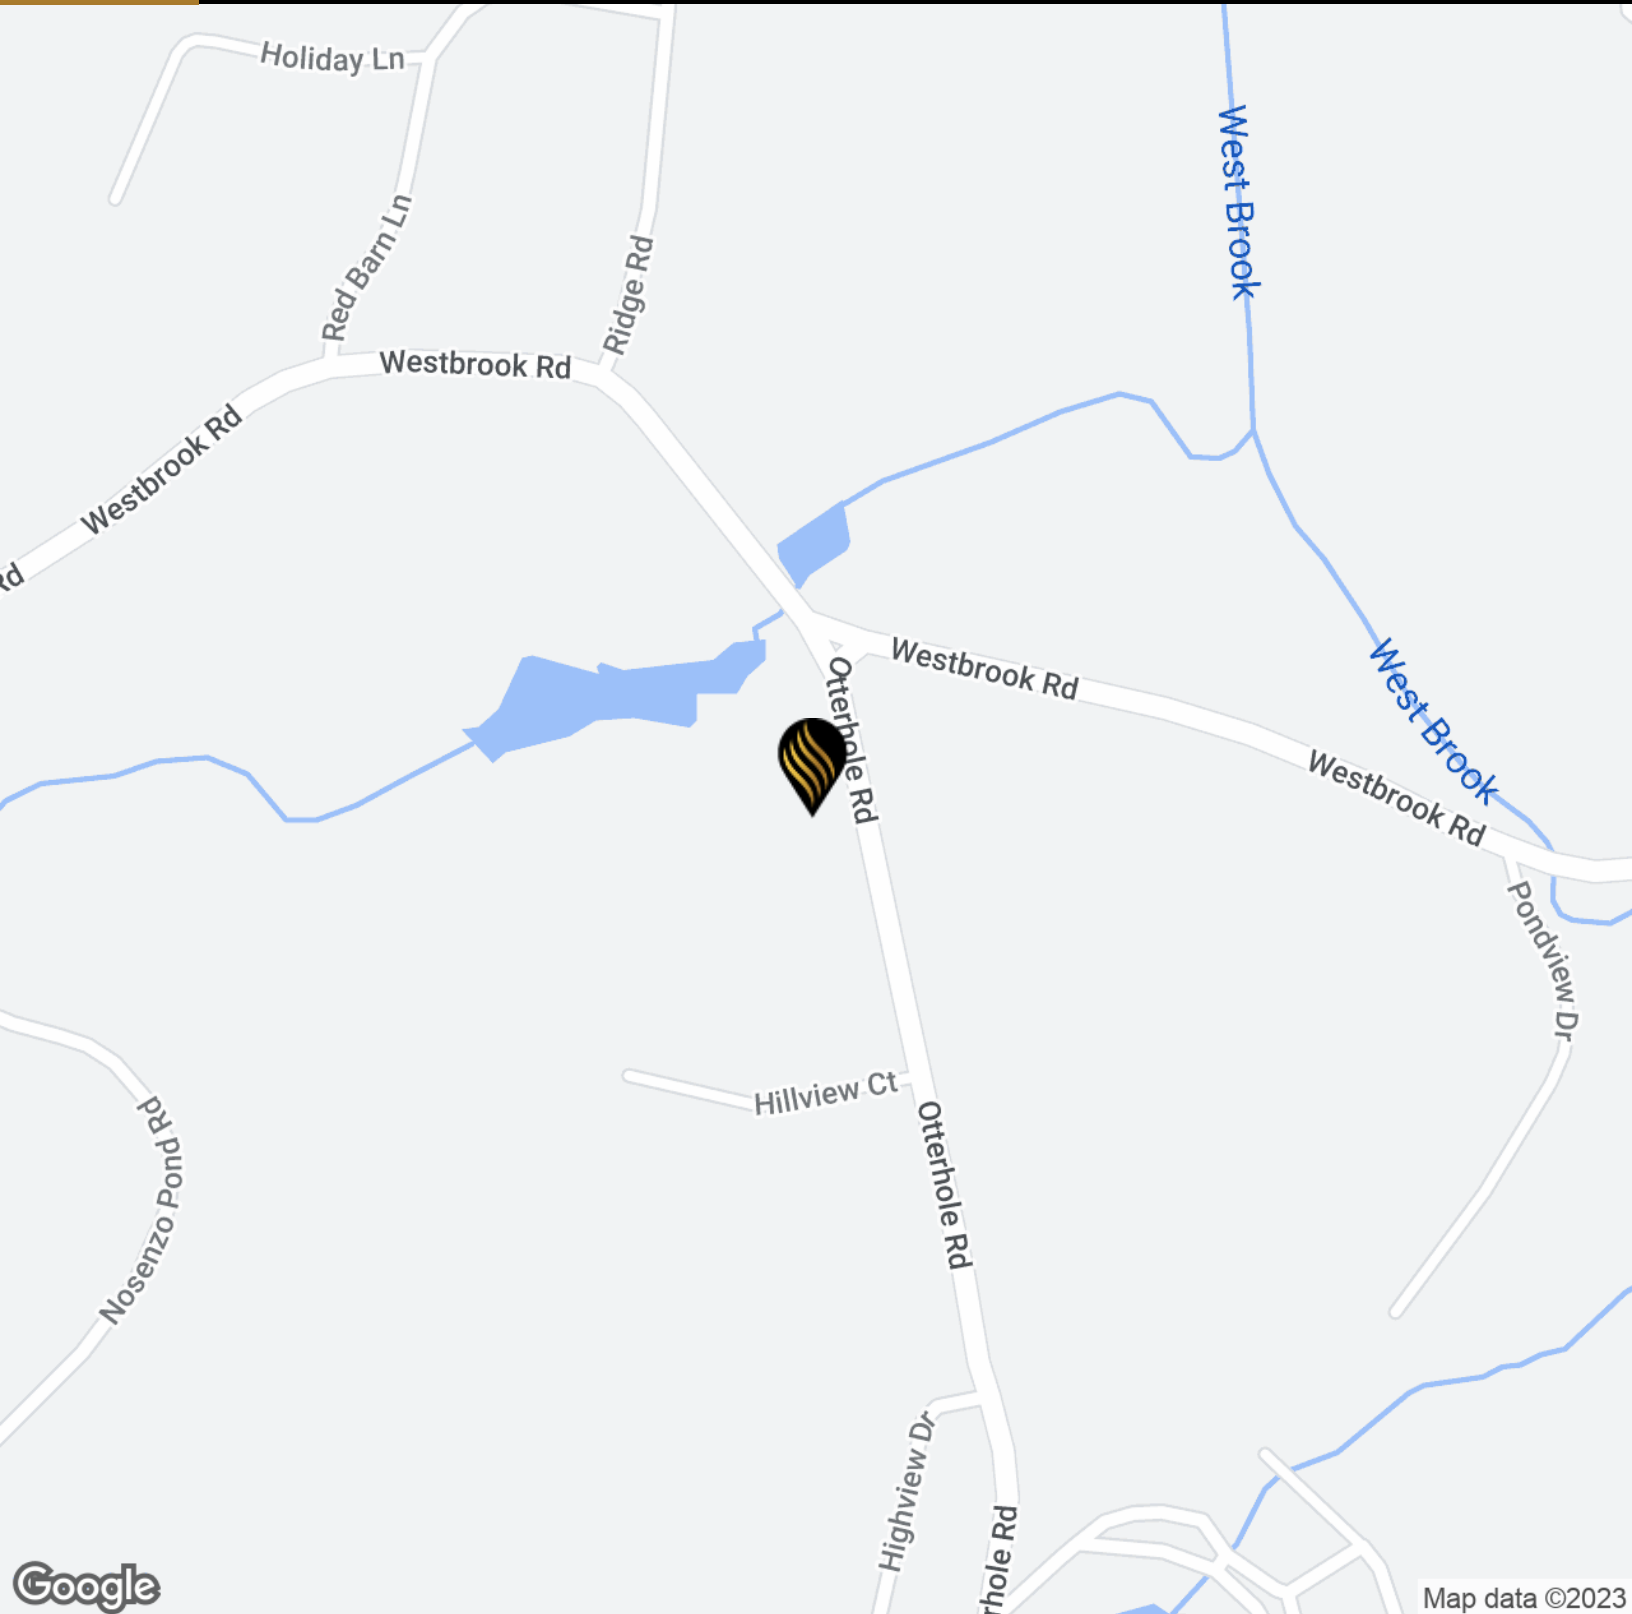 Holiday Ln
West Brook
Red Barn Ln
Ridge Rd
Westbrook Rd
Westbrook Rd
Rd
Westbrook Rd
Otterhole Rd
West Brook
Westbrook Rd
Pondview Dr
Hillview Ct
Nosenzo Pond Rd
Otterhole Rd
Highview Dr
rhole Rd
Google
Map data ©2023